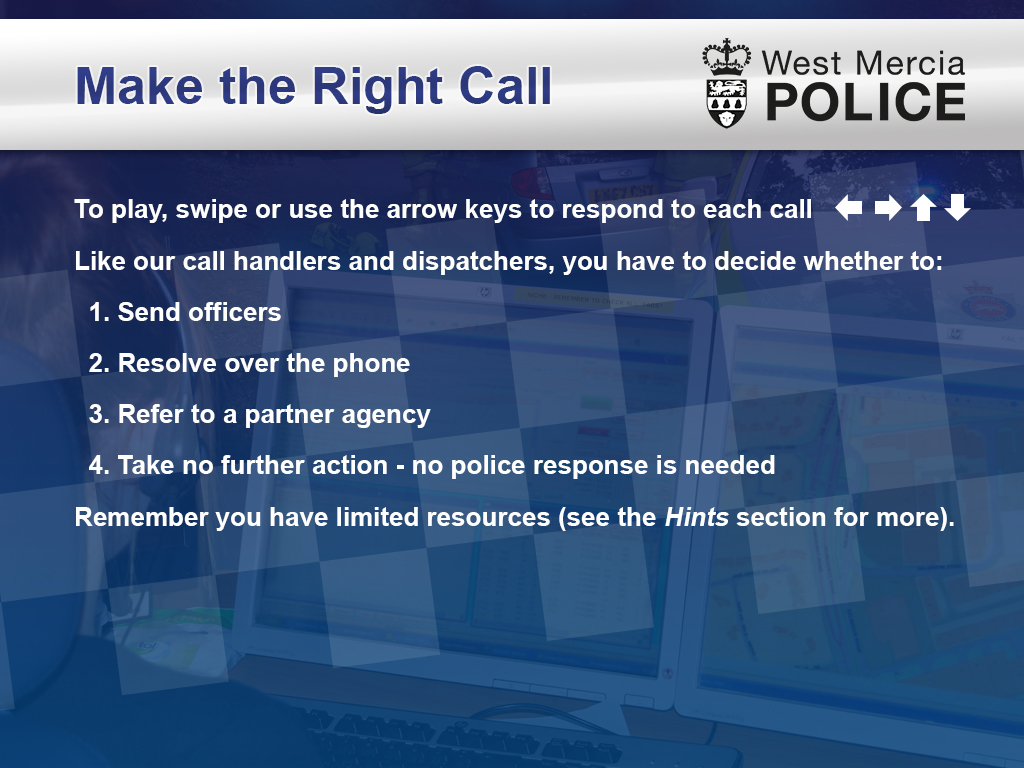 Make the Right Call
West Mercia
POLICE
To play, swipe or use the arrow keys to respond to each call
Like our call handlers and dispatchers, you have to decide whether to:
1. Send officers
2. Resolve over the phone
3. Refer to a partner agency
4. Take no further action - no police response is needed
Remember you have limited resources (see the Hints section for more).